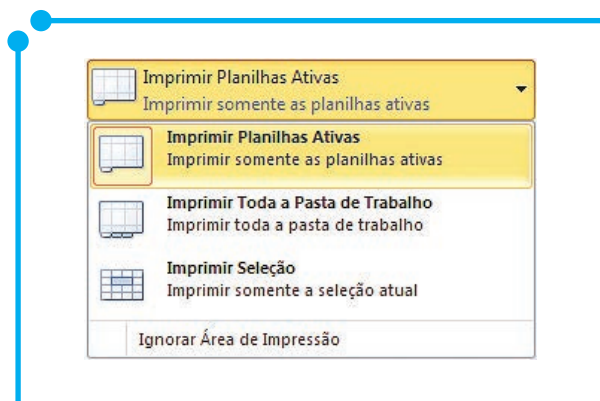 Imprimir Planilhas Ativas
Imprimir somente as planilhas ativas
Imprimir Planilhas Ativas
Imprimir somente as planilhas ativas
Imprimir Toda a Pasta de Trabalho
Imprimir toda a pasta de trabalho
Imprimir Seleção
Imprimir somente a seleção atual
Ignorar Área de Impressão